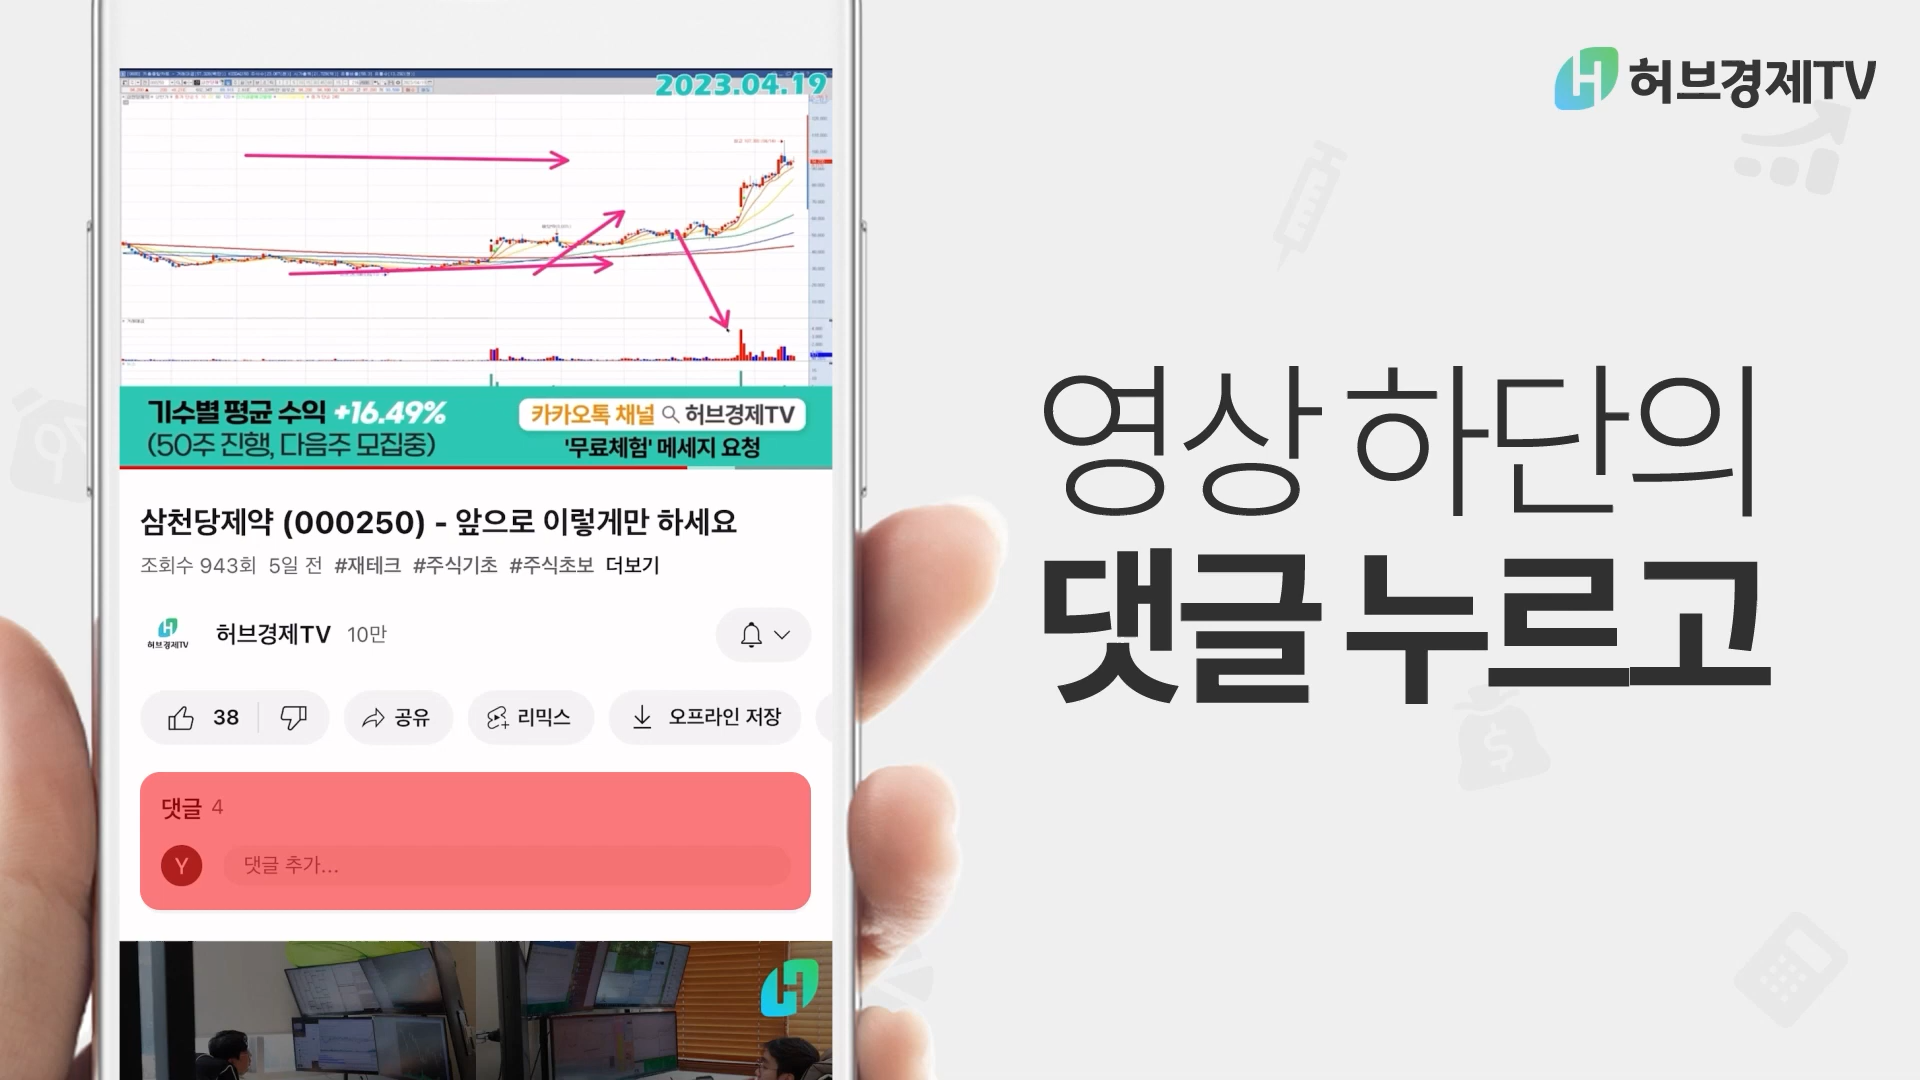 2023.04.19
허브경제TV
기수별 평균 수익 +16.49%
(50주 진행, 다음주 모집중)
카카오톡 채널 허브경제TV
'무료체험' 메세지 요청
삼천당제약 (000250) - 앞으로 이렇게만 하세요
조회수 943회 5일 전 #재테크 #주식기초 #주식초보 더보기
허브경제TV
허브경제TV 10만
38
공유
리믹스
오프라인 저장
댓글 4
Y
댓글 추가...
영상 하단의
댓글 누르고